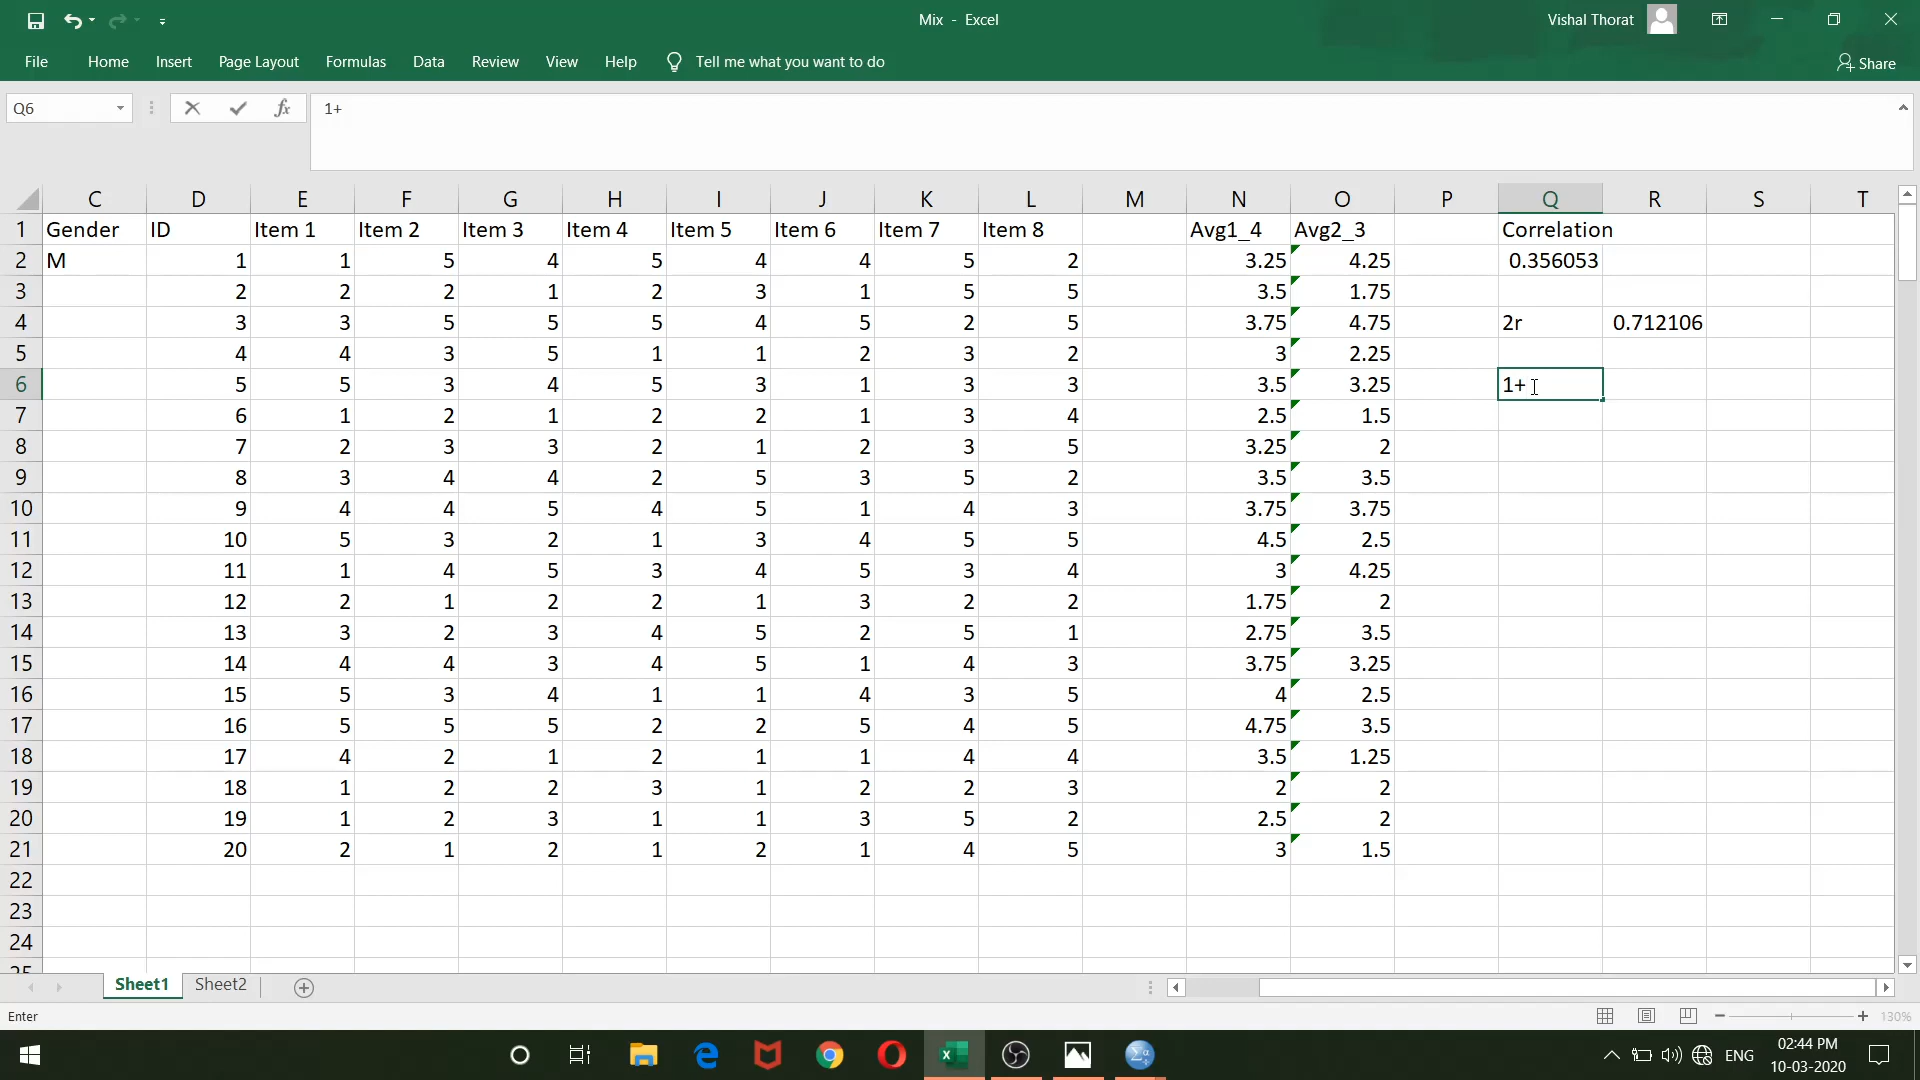 Mix - Excel
Vishal Thorat
File Home Insert Page Layout Formulas Data Review View Help Tell me what you want to do Share
Q6 fx 1+
C D E F G H I J K L M N O P Q R S T
1 Gender ID Item 1 Item 2 Item 3 Item 4 Item 5 Item 6 Item 7 Item 8 Avg1_4 Avg2_3 Correlation
2 M 1 1 5 4 5 4 4 5 2 3.25 4.25 0.356053
3 2 2 2 1 2 3 1 5 5 3.5 1.75
4 3 3 5 5 5 4 5 2 5 3.75 4.75 2r 0.712106
5 4 4 3 5 1 1 2 3 2 3 2.25
6 5 5 3 4 5 3 1 3 3 3.5 3.25 1+
7 6 1 2 1 2 2 1 3 4 2.5 1.5
8 7 2 3 3 2 1 2 3 5 3.25 2
9 8 3 4 4 2 5 3 5 2 3.5 3.5
10 9 4 4 5 4 5 1 4 3 3.75 3.75
11 10 5 3 2 1 3 4 5 5 4.5 2.5
12 11 1 4 5 3 4 5 3 4 3 4.25
13 12 2 1 2 2 1 3 2 2 1.75 2
14 13 3 2 3 4 5 2 5 1 2.75 3.5
15 14 4 4 3 4 5 1 4 3 3.75 3.25
16 15 5 3 4 1 1 4 3 5 4 2.5
17 16 5 5 5 2 2 5 4 5 4.75 3.5
18 17 4 2 1 2 1 1 4 4 3.5 1.25
19 18 1 2 2 3 1 2 2 3 2 2
20 19 1 2 3 1 1 3 5 2 2.5 2
21 20 2 1 2 1 2 1 4 5 3 1.5
22
23
24
25
Sheet1 Sheet2
Enter 130%
ENG 02:44 PM
10-03-2020